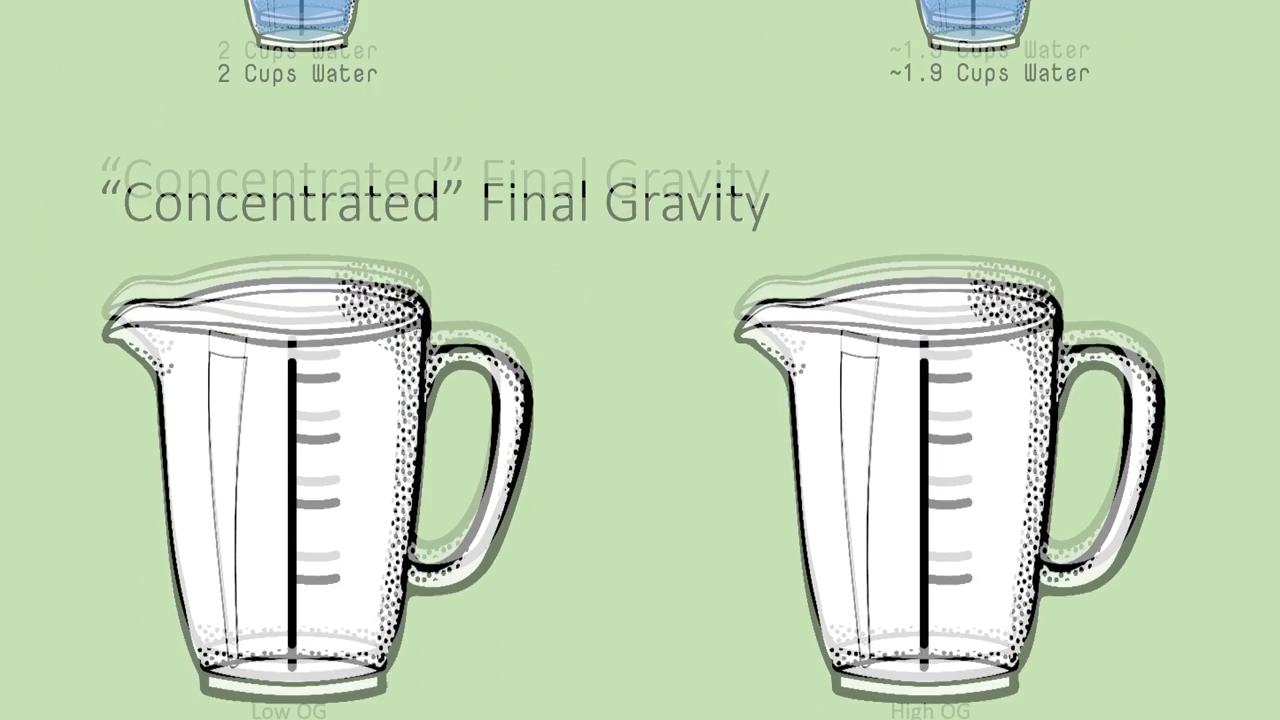 2 Cups Water
~1.9 Cups Water
“Concentrated” Final Gravity
Low OG
High OG